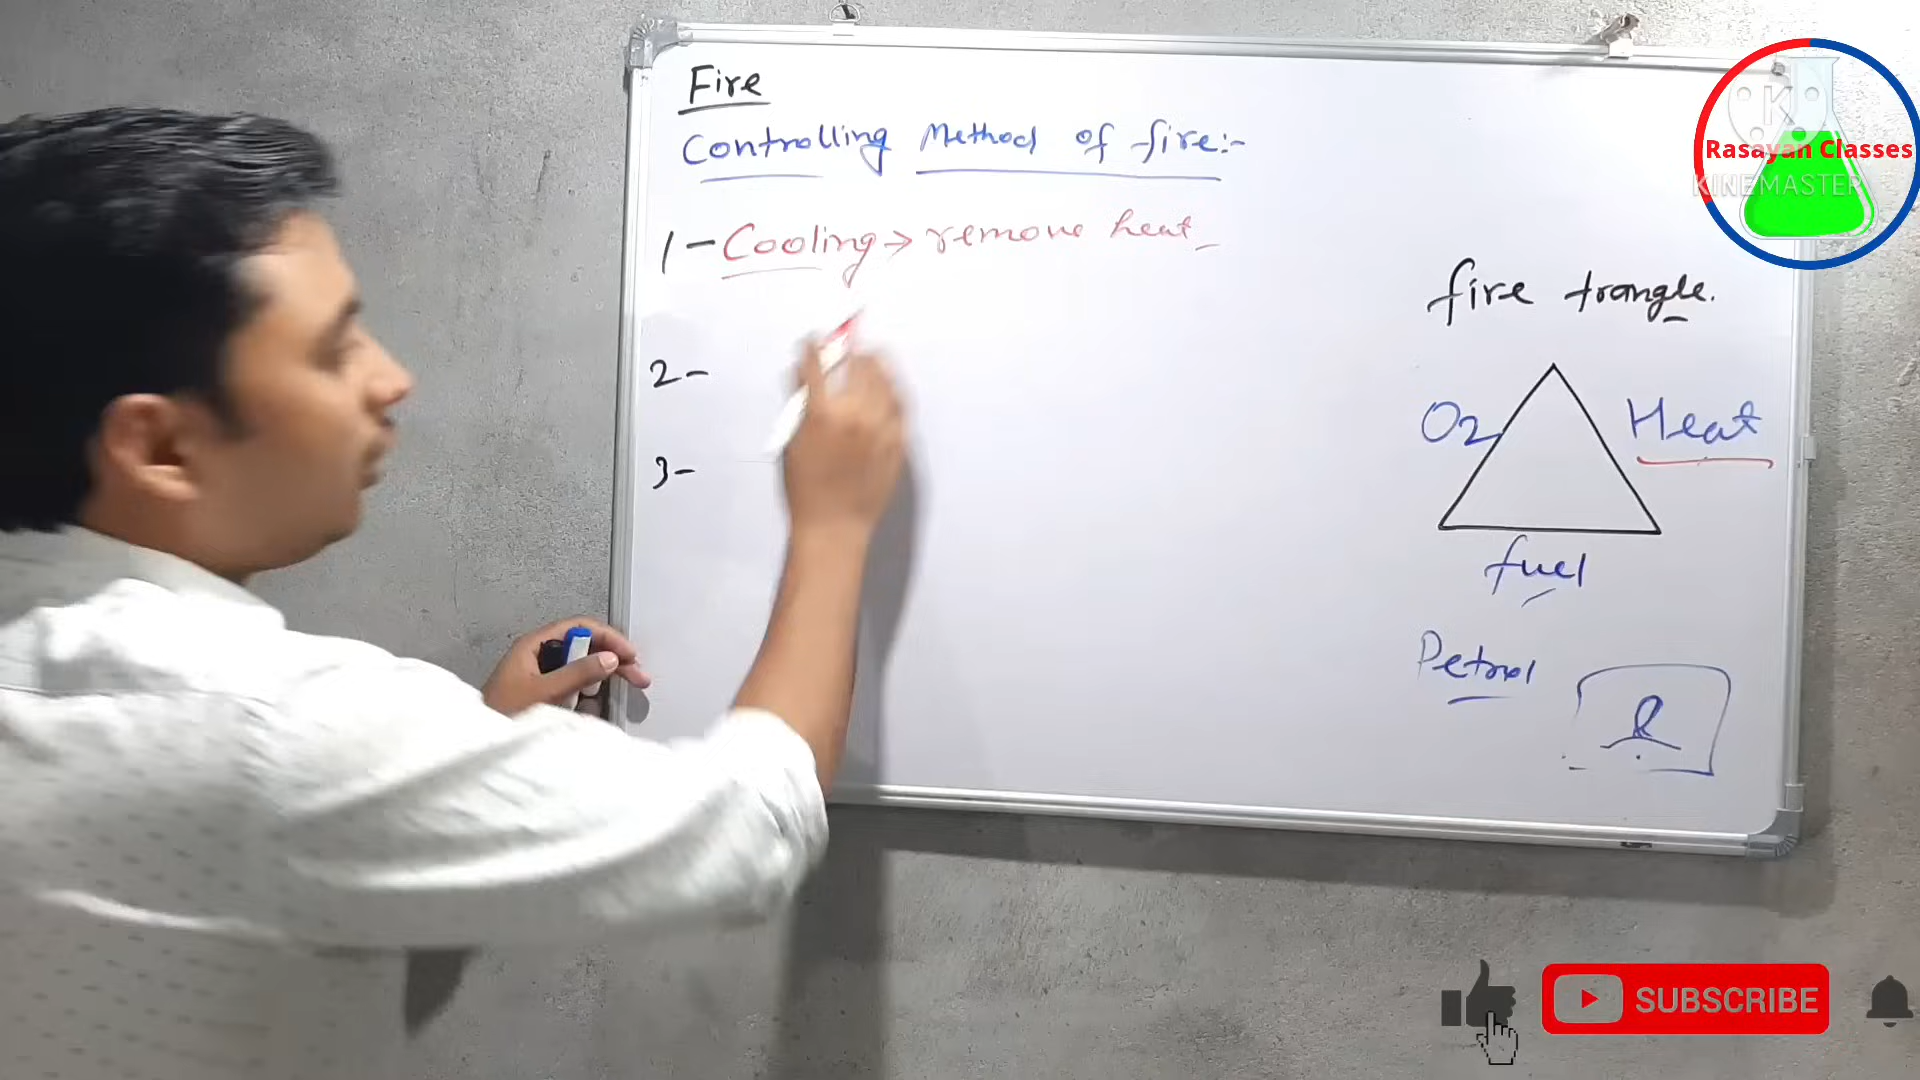 Fire
Controlling Method of fire:-
1- Cooling → remove heat
2-
3-
fire trangle.
O2
Heat
fuel
Petrol
Rasayan Classes
KINEMASTER
K
SUBSCRIBE